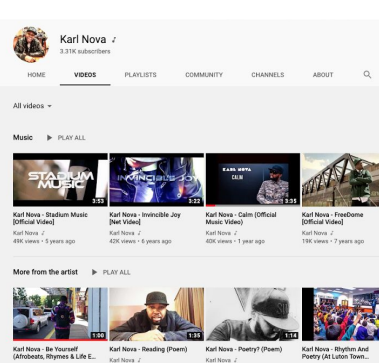 Karl Nova ♪
3.31K subscribers
HOME VIDEOS PLAYLISTS COMMUNITY CHANNELS ABOUT
All videos
Music PLAY ALL
STADIUM MUSIC
3:53
INVINCIBLE JOY
3:22
KARL NOVA
CALM
3:35
Karl Nova - Stadium Music [Official Video]
Karl Nova ♪
49K views • 5 years ago
Karl Nova - Invincible Joy [Net Video]
Karl Nova ♪
42K views • 6 years ago
Karl Nova - Calm (Official Music Video)
Karl Nova ♪
40K views • 1 year ago
Karl Nova - FreeDome [Official Video]
Karl Nova ♪
19K views • 7 years ago
More from the artist PLAY ALL
1:00
1:35
1:14
Karl Nova - Be Yourself (Afrobeats, Rhymes & Life E...
Karl Nova ♪
Karl Nova - Reading (Poem)
Karl Nova ♪
Karl Nova - Poetry? (Poem)
Karl Nova ♪
Karl Nova - Rhythm And Poetry (At Luton Town...